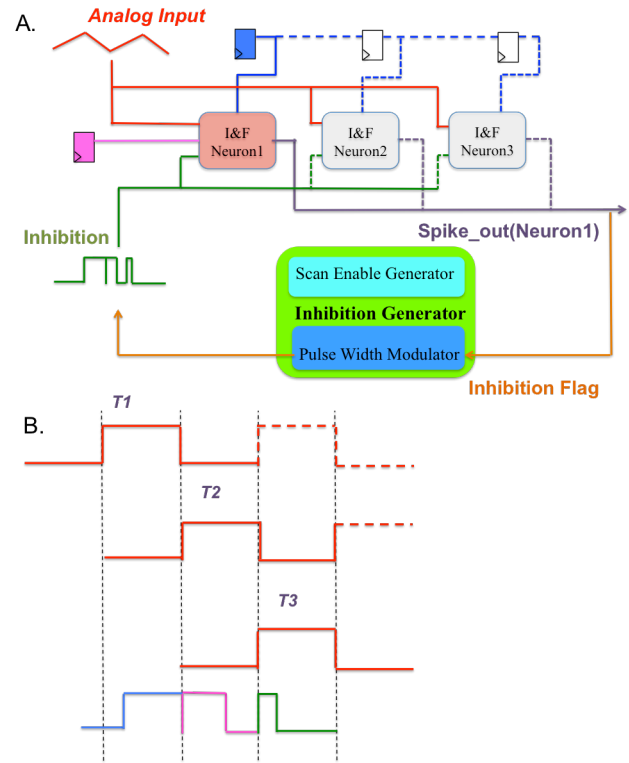 A.
Analog Input
I&F
Neuron1
I&F
Neuron2
I&F
Neuron3
Spike_out(Neuron1)
Inhibition
Scan Enable Generator
Inhibition Generator
Pulse Width Modulator
Inhibition Flag
B.
T1
T2
T3